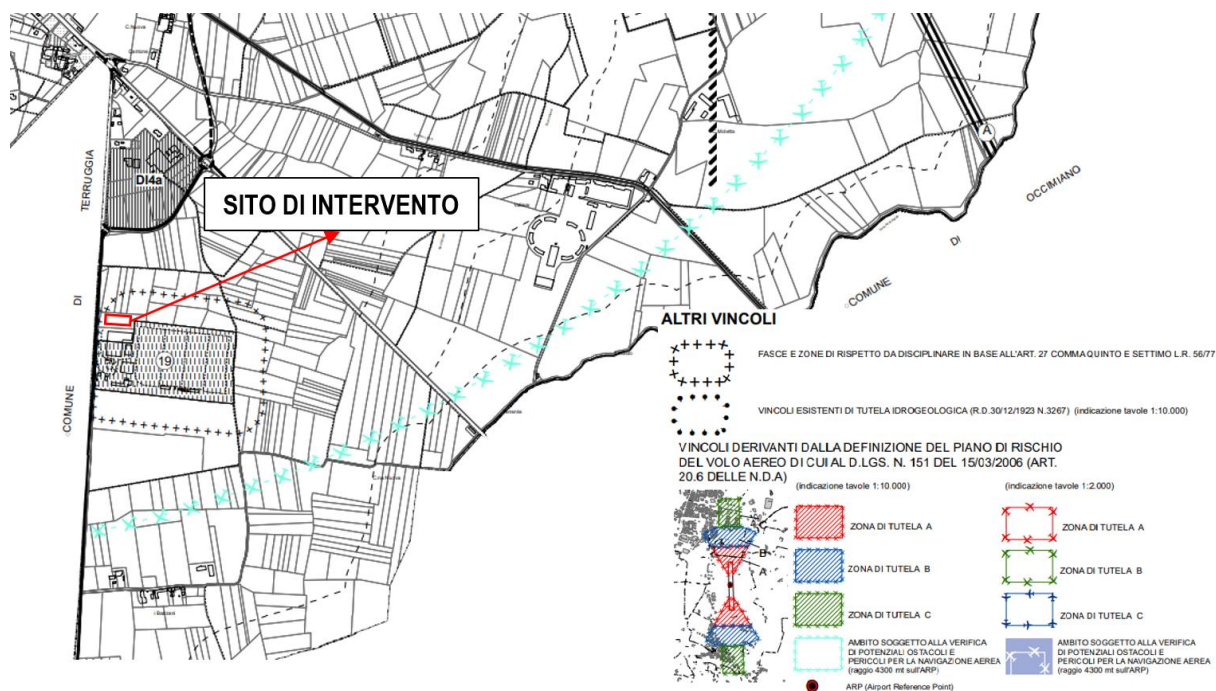 C.Nuova
TERRUGGIA
DI4a
SITO DI INTERVENTO
A
OCCIMIANO
DI
COMUNE
DI
19
COMUNE
ALTRI VINCOLI
FASCE E ZONE DI RISPETTO DA DISCIPLINARE IN BASE ALL'ART. 27 COMMA QUINTO E SETTIMO L.R. 56/77
VINCOLI ESISTENTI DI TUTELA IDROGEOLOGICA (R.D.30/12/1923 N.3267) (indicazione tavole 1:10.000)
VINCOLI DERIVANTI DALLA DEFINIZIONE DEL PIANO DI RISCHIO
DEL VOLO AEREO DI CUI AL D.LGS. N. 151 DEL 15/03/2006 (ART.
20.6 DELLE N.D.A)
(indicazione tavole 1:10.000)
(indicazione tavole 1:2.000)
ZONA DI TUTELA A
ZONA DI TUTELA A
B
A
ZONA DI TUTELA B
ZONA DI TUTELA B
ZONA DI TUTELA C
ZONA DI TUTELA C
AMBITO SOGGETTO ALLA VERIFICA
DI POTENZIALI OSTACOLI E
PERICOLI PER LA NAVIGAZIONE AEREA
(raggio 4300 mt sull'ARP)
AMBITO SOGGETTO ALLA VERIFICA
DI POTENZIALI OSTACOLI E
PERICOLI PER LA NAVIGAZIONE AEREA
(raggio 4300 mt sull'ARP)
ARP (Airport Reference Point)